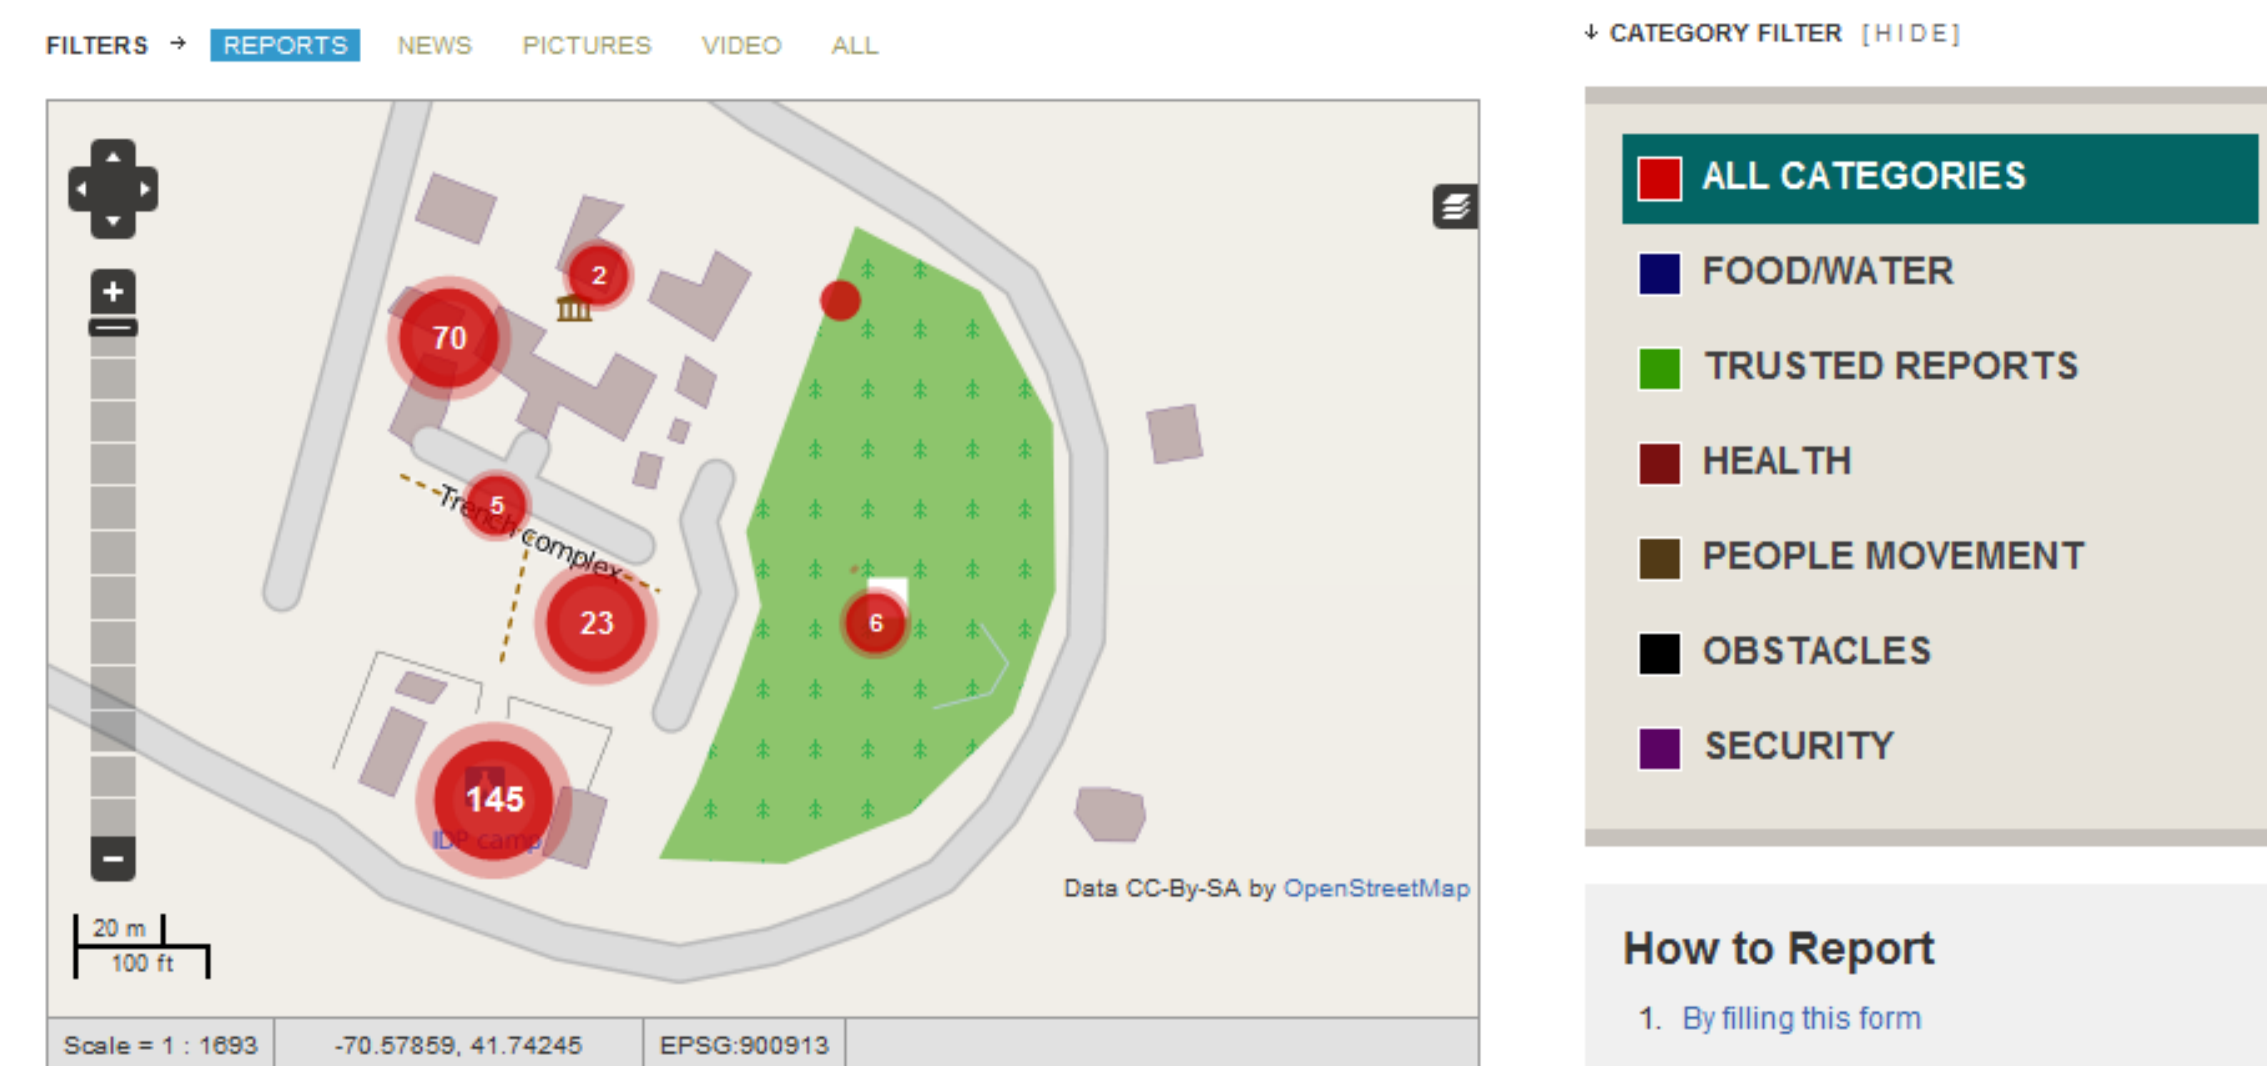 FILTERS → REPORTS NEWS PICTURES VIDEO ALL
↓ CATEGORY FILTER [HIDE]
2
70
5
Trench complex
23
6
145
IDP camp
Data CC-By-SA by OpenStreetMap
20 m
100 ft
Scale = 1 : 1693
-70.57859, 41.74245
EPSG:900913
ALL CATEGORIES
FOOD/WATER
TRUSTED REPORTS
HEALTH
PEOPLE MOVEMENT
OBSTACLES
SECURITY
How to Report
1. By filling this form